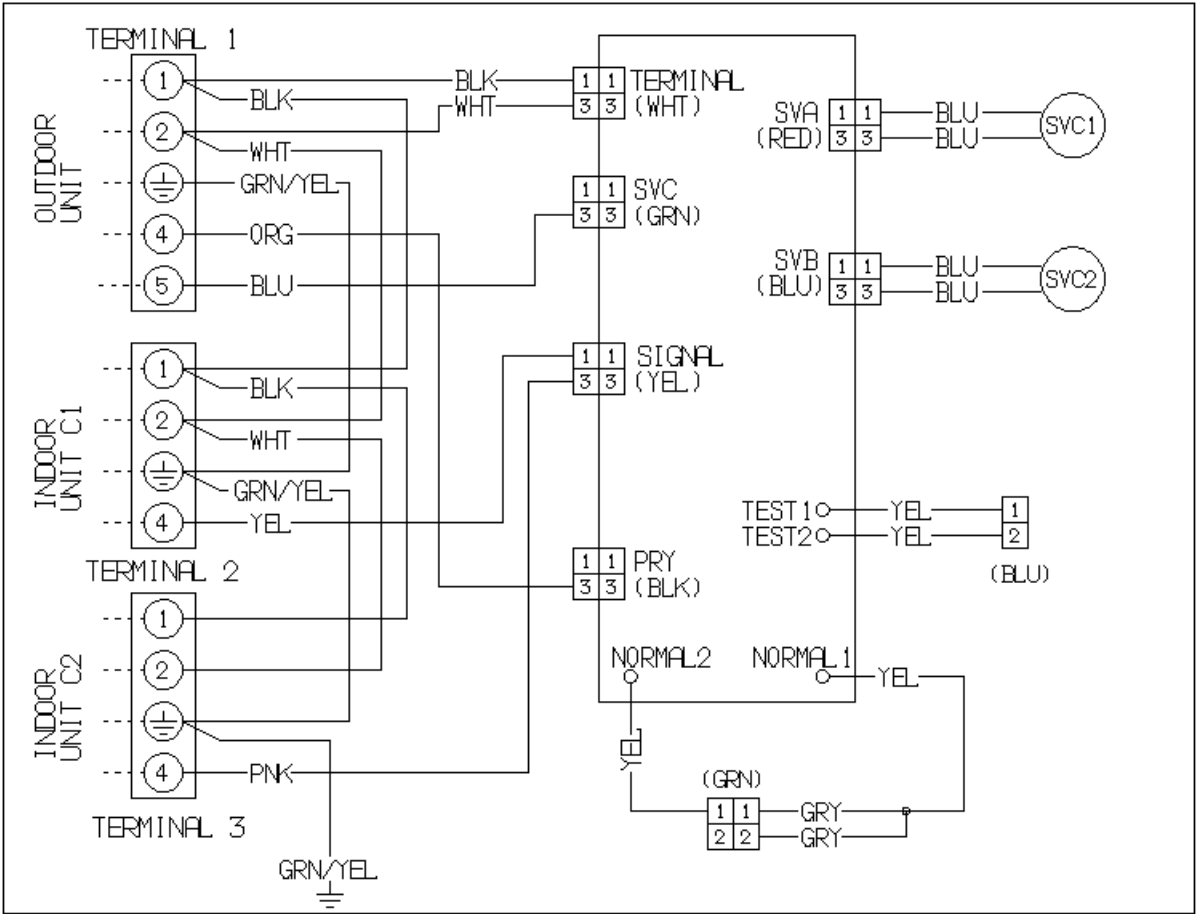 TERMINAL 1
OUTDOOR
UNIT
1
2
4
5
BLK
BLK
WHT
WHT
GRN/YEL
ORG
BLU
1 1
3 3
TERMINAL
(WHT)
1 1
3 3
SVC
(GRN)
SVA
(RED)
1 1
3 3
BLU
BLU
SVC1
SVB
(BLU)
1 1
3 3
BLU
BLU
SVC2
INDOOR
UNIT C1
1
2
4
BLK
WHT
GRN/YEL
YEL
TERMINAL 2
1 1
3 3
SIGNAL
(YEL)
TEST1
TEST2
YEL
YEL
1
2
(BLU)
1 1
3 3
PRY
(BLK)
INDOOR
UNIT C2
1
2
4
PNK
TERMINAL 3
GRN/YEL
NORMAL2
NORMAL1
YEL
YEL
(GRN)
1 1
2 2
GRY
GRY